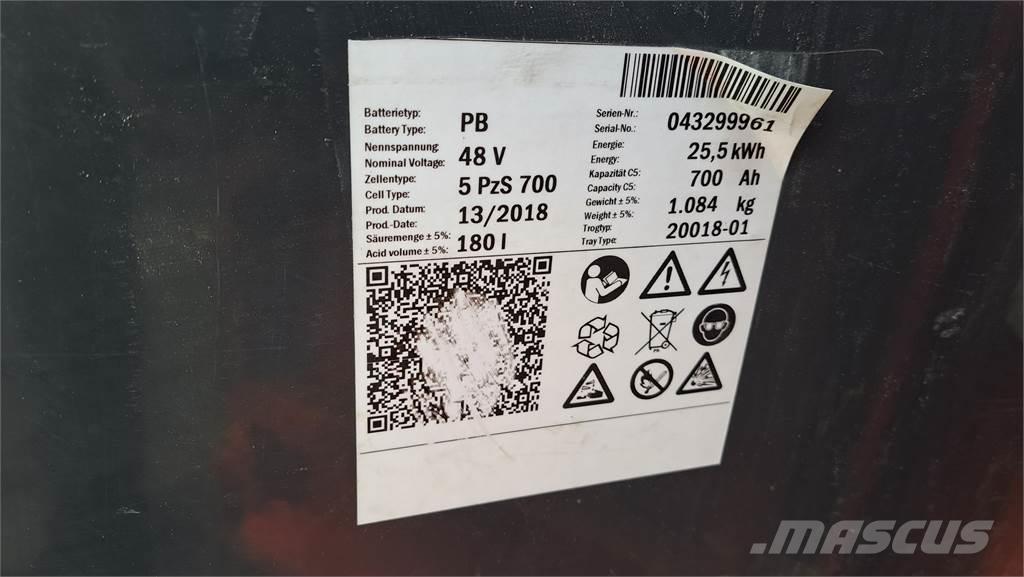 Batterietyp:
Battery Type: PB
Nennspannung:
Nominal Voltage: 48 V
Zellentype:
Cell Type: 5 PzS 700
Prod. Datum:
Prod.-Date: 13/2018
Säuremenge ± 5%:
Acid volume ± 5%: 180 l
Serien-Nr.:
Serial-No.: 043299961
Energie:
Energy: 25,5 kWh
Kapazität C5:
Capacity C5: 700 Ah
Gewicht ± 5%:
Weight ± 5%: 1.084 kg
Trogtyp:
Tray Type: 20018-01
Pb
MASCUS